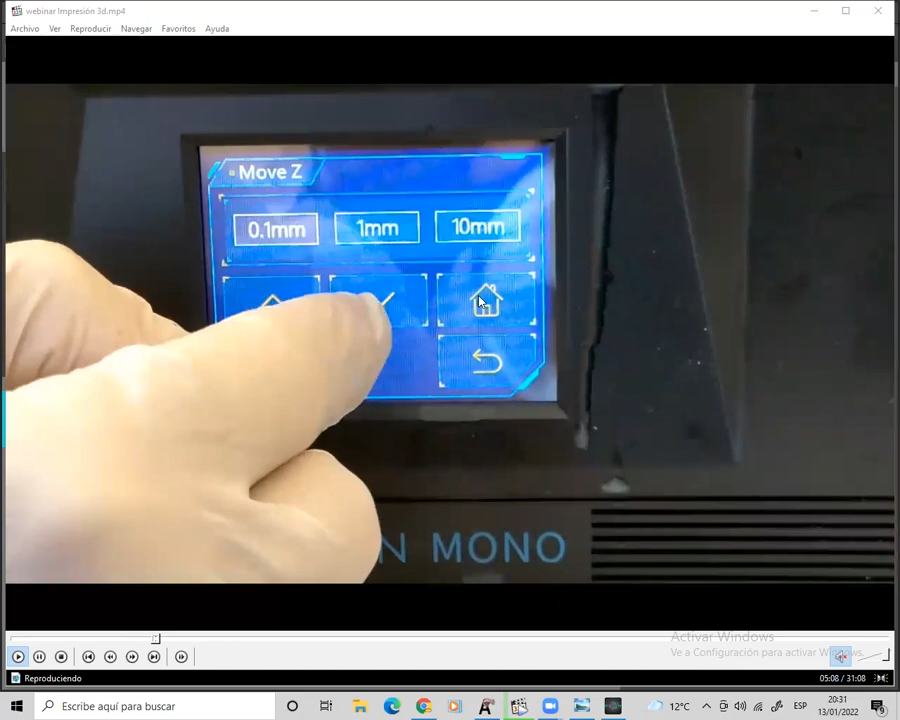 webinar Impresión 3d.mp4
Archivo Ver Reproducir Navegar Favoritos Ayuda
Move Z
0.1mm 1mm 10mm
N MONO
Activar Windows
Ve a Configuración para activar Windows.
Reproduciendo
05:08 / 31:08
Escribe aquí para buscar
12°C
ESP
20:31
13/01/2022
9